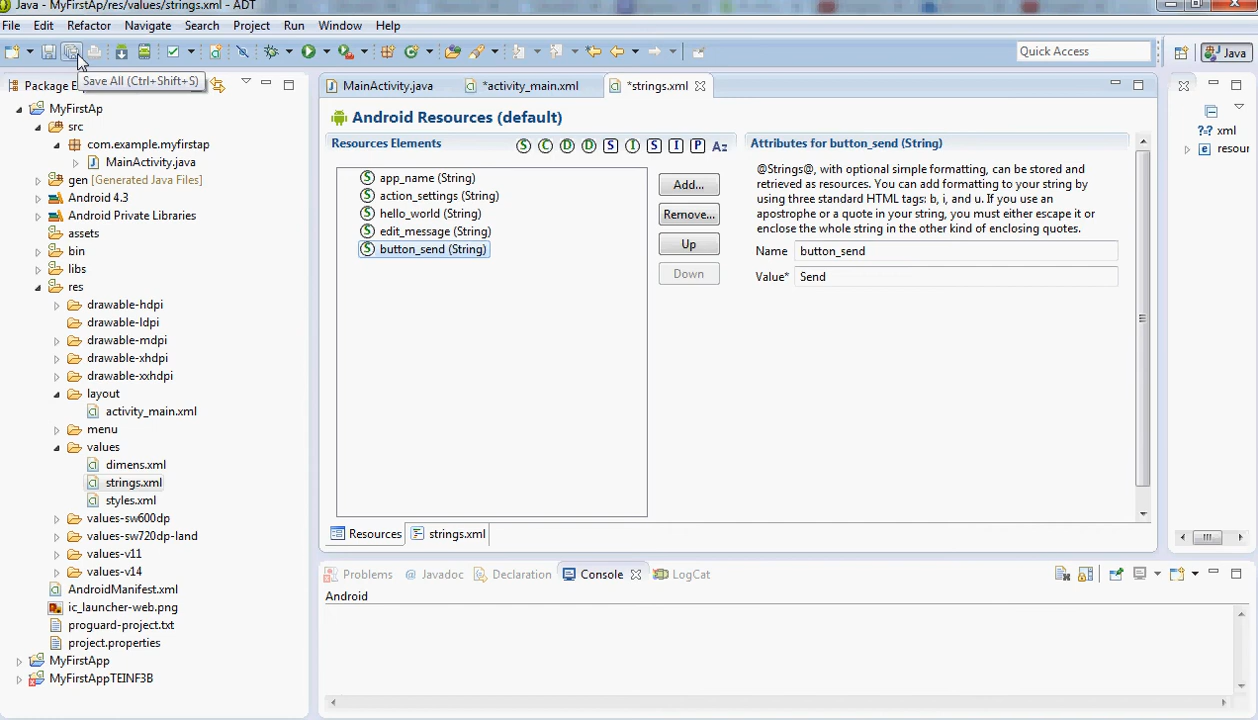 Java - MyFirstAp/res/values/strings.xml - ADT
File Edit Refactor Navigate Search Project Run Window Help
Quick Access
Java
Save All (Ctrl+Shift+S)
Package E
MyFirstAp
src
com.example.myfirstap
MainActivity.java
gen [Generated Java Files]
Android 4.3
Android Private Libraries
assets
bin
libs
res
drawable-hdpi
drawable-ldpi
drawable-mdpi
drawable-xhdpi
drawable-xxhdpi
layout
activity_main.xml
menu
values
dimens.xml
strings.xml
styles.xml
values-sw600dp
values-sw720dp-land
values-v11
values-v14
AndroidManifest.xml
ic_launcher-web.png
proguard-project.txt
project.properties
MyFirstApp
MyFirstAppTEINF3B
MainActivity.java *activity_main.xml *strings.xml
Android Resources (default)
Resources Elements
S C D D S I S I P Az
S app_name (String)
S action_settings (String)
S hello_world (String)
S edit_message (String)
S button_send (String)
Add...
Remove...
Up
Down
Attributes for button_send (String)
@Strings@, with optional simple formatting, can be stored and
retrieved as resources. You can add formatting to your string by
using three standard HTML tags: b, i, and u. If you use an
apostrophe or a quote in your string, you must either escape it or
enclose the whole string in the other kind of enclosing quotes.
Name button_send
Value* Send
Resources strings.xml
xml
resour
Problems @ Javadoc Declaration Console LogCat
Android